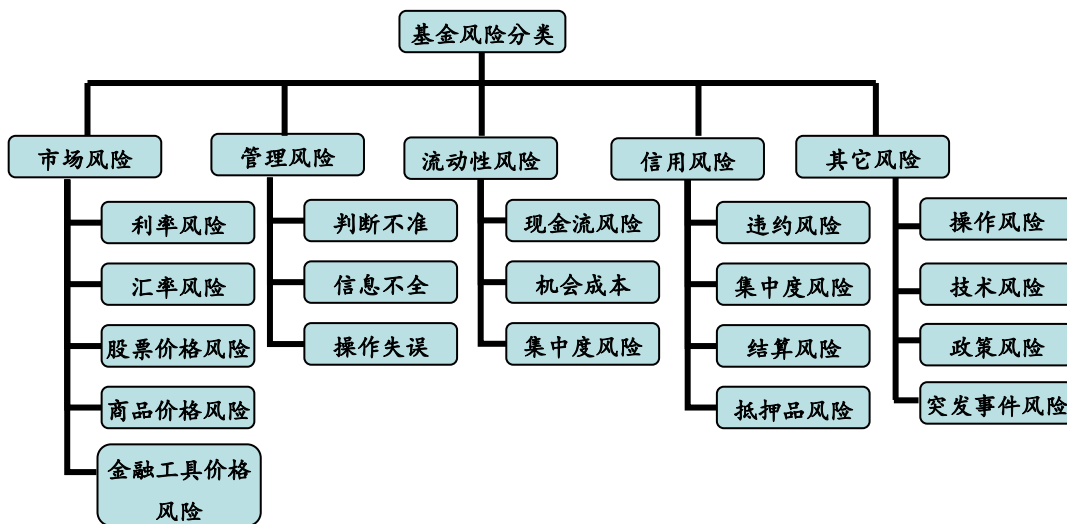 基金风险分类
市场风险
管理风险
流动性风险
信用风险
其它风险
利率风险
汇率风险
股票价格风险
商品价格风险
金融工具价格
风险
判断不准
信息不全
操作失误
现金流风险
机会成本
集中度风险
违约风险
集中度风险
结算风险
抵押品风险
操作风险
技术风险
政策风险
突发事件风险